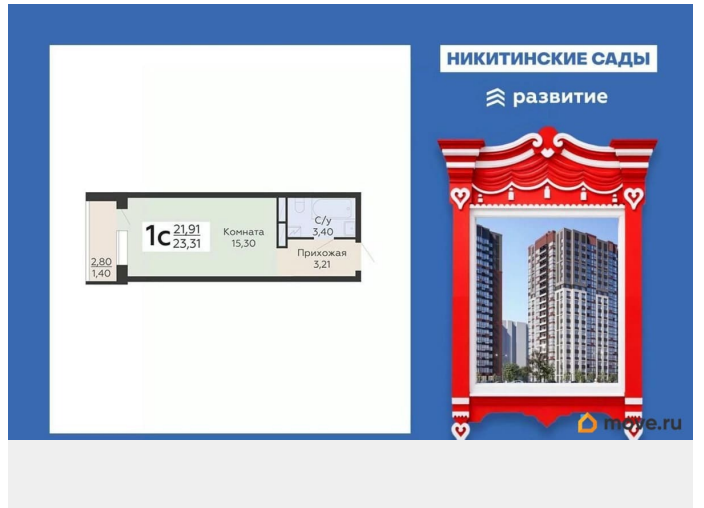 НИКИТИНСКИЕ САДЫ
развитие
1с 21,91
23,31
Комната
15,30
С/у
3,40
Прихожая
3,21
2,80
1,40
move.ru